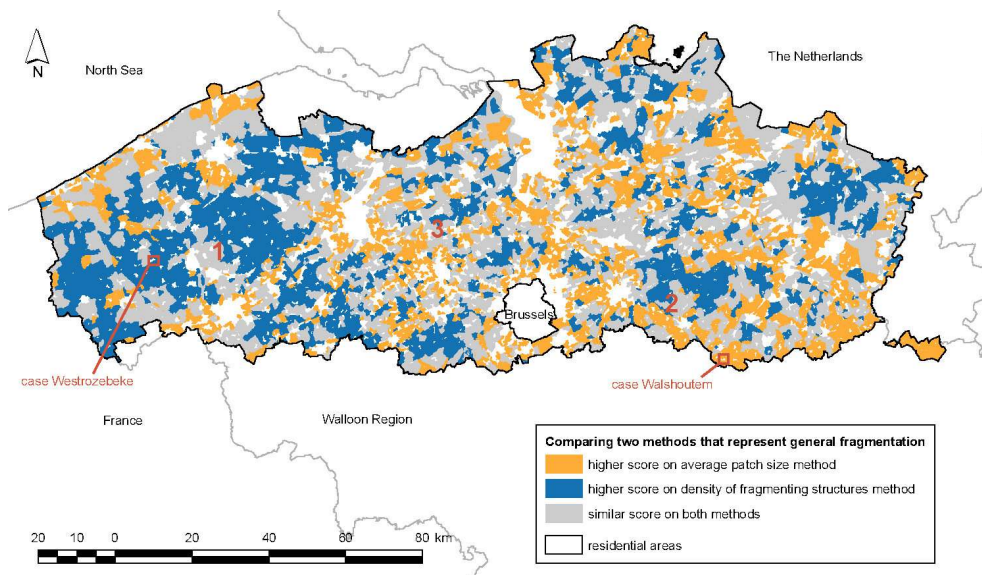 North Sea
The Netherlands
N
1
3
2
Brussels
case Westrozebeke
case Walshoutem
France
Walloon Region
Comparing two methods that represent general fragmentation
higher score on average patch size method
higher score on density of fragmenting structures method
similar score on both methods
residential areas
20 10 0 20 40 60 80 km